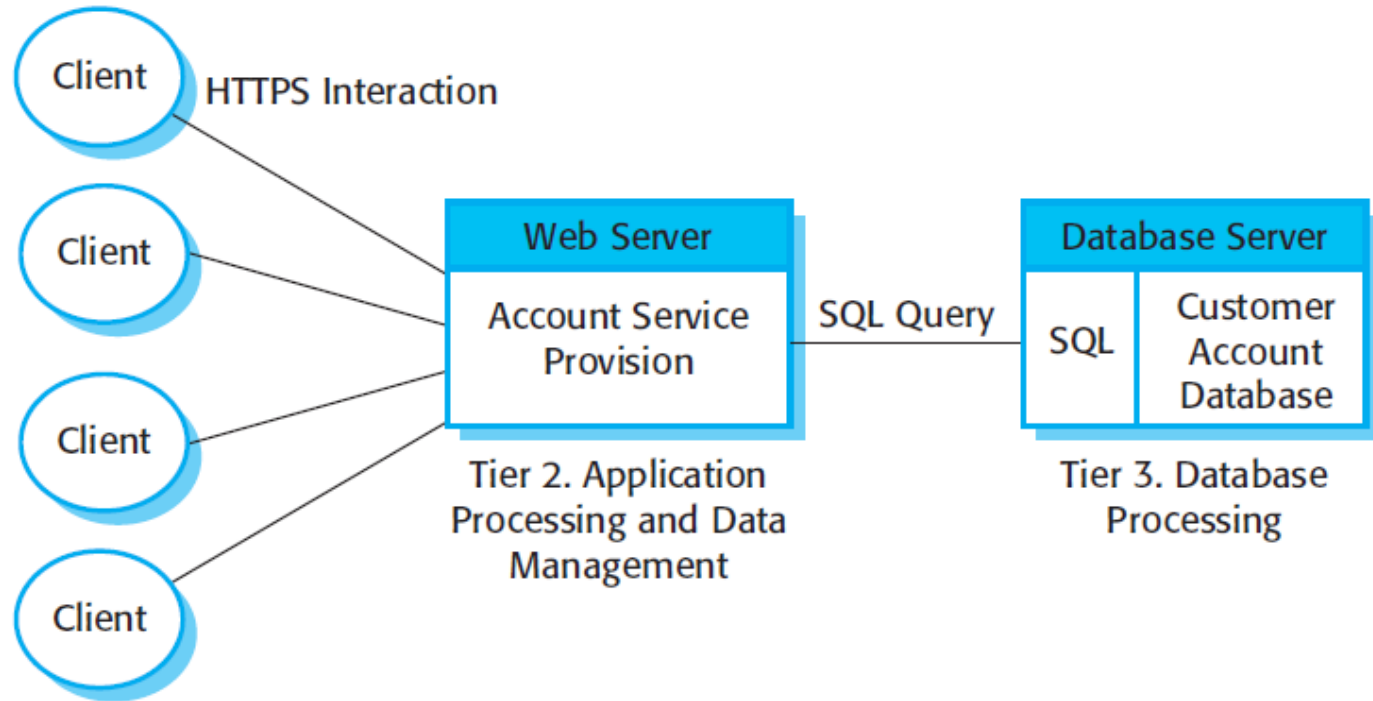 Client
HTTPS Interaction
Client
Client
Client
Web Server
Account Service
Provision
Tier 2. Application
Processing and Data
Management
SQL Query
Database Server
SQL
Customer
Account
Database
Tier 3. Database
Processing